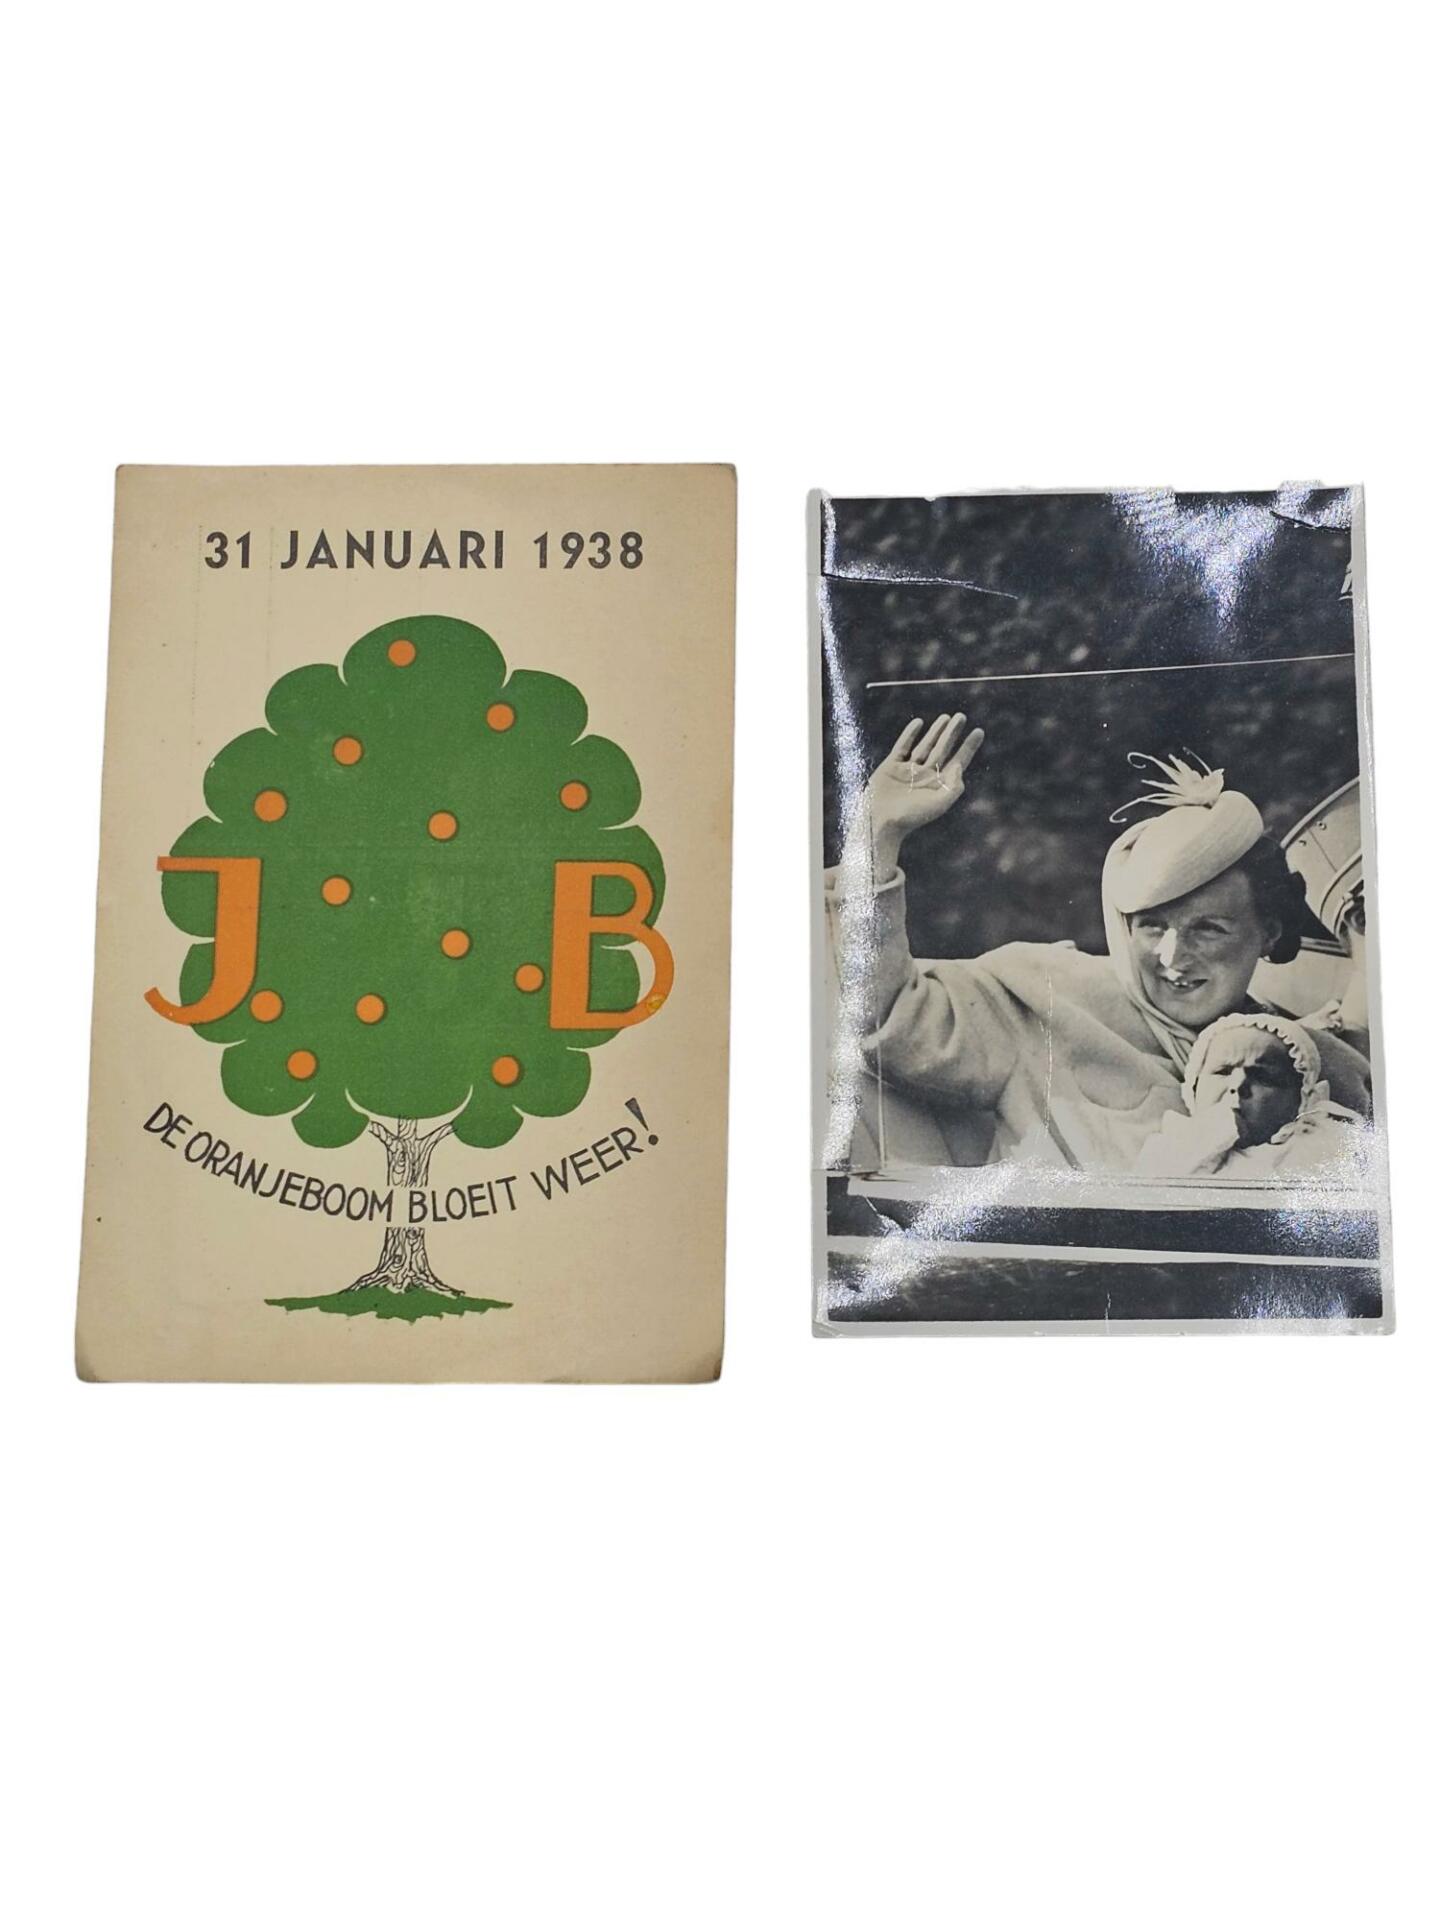 31 JANUARI 1938
J. B
DE ORANJEBOOM BLOEIT WEER!